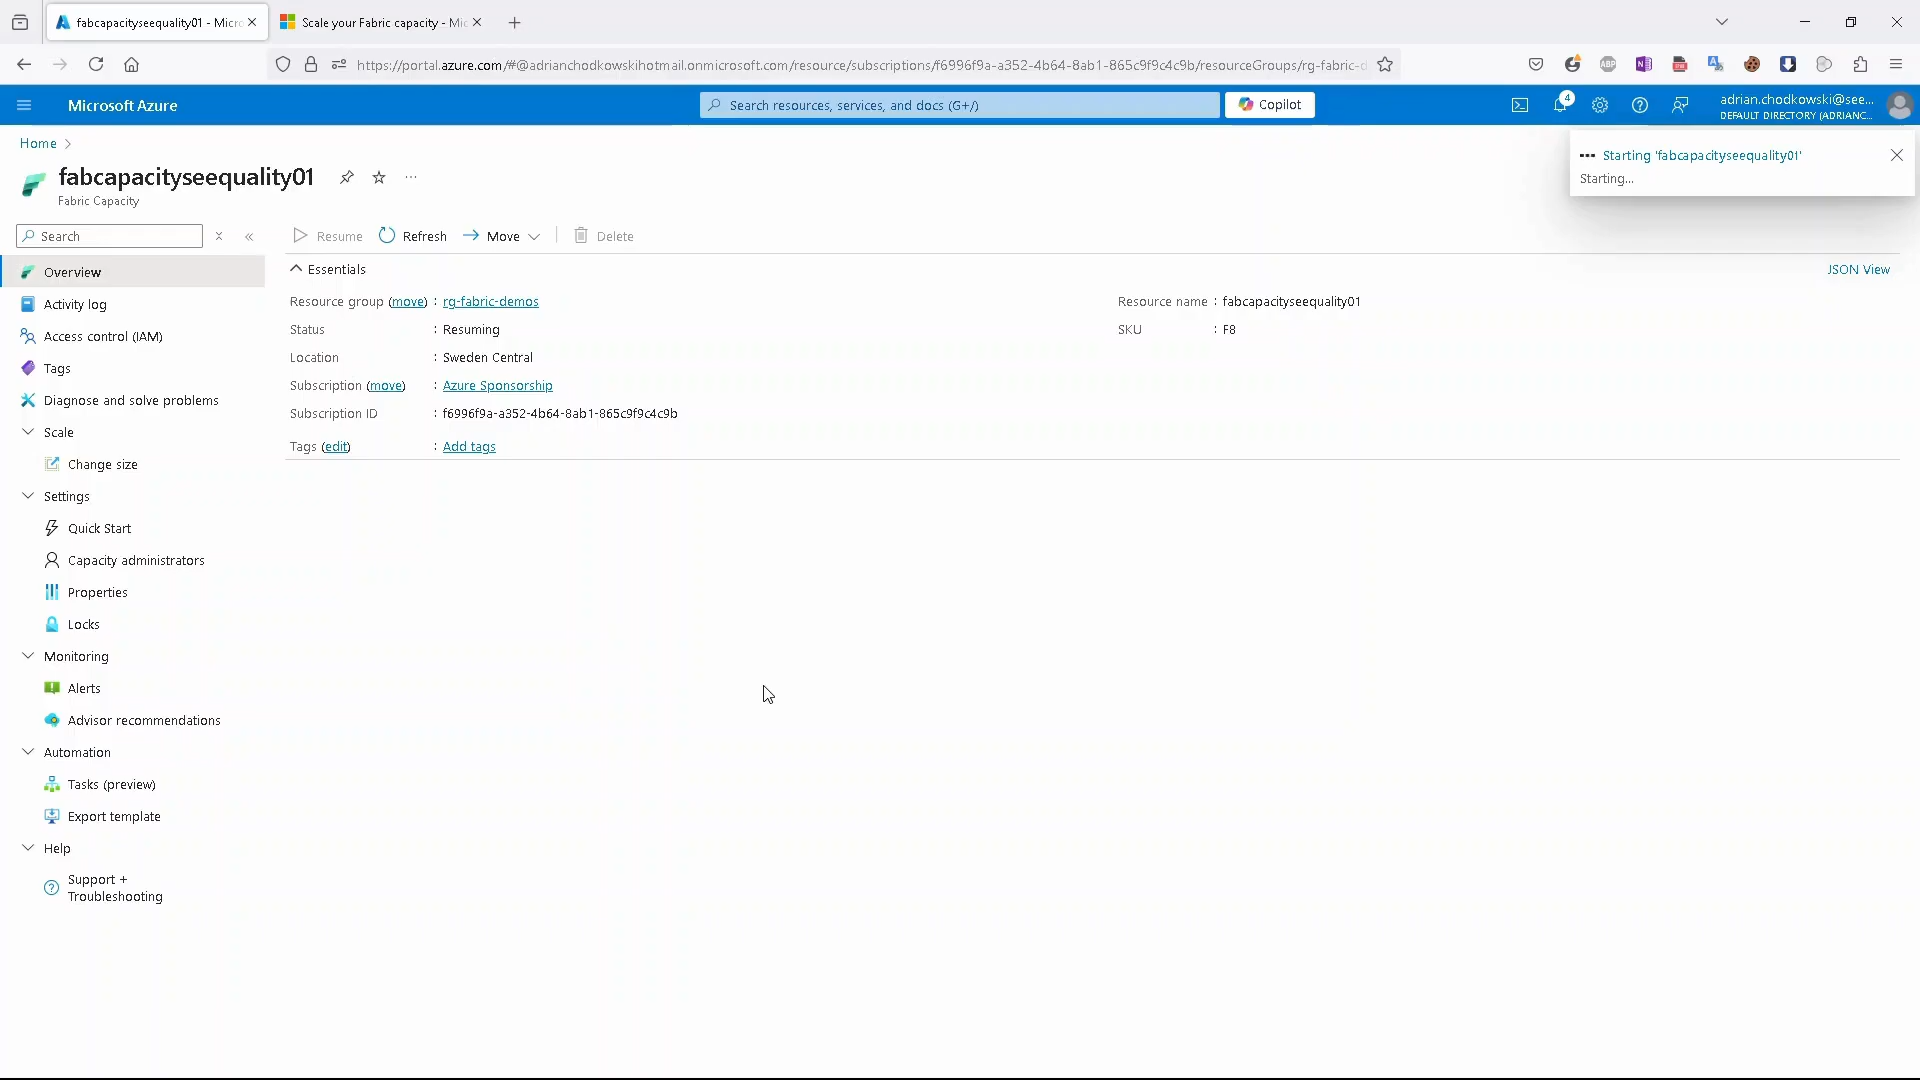 fabcapacityseequality01 - Micro
Scale your Fabric capacity - Mic
https://portal.azure.com/#@adrianchodkowskihotmail.onmicrosoft.com/resource/subscriptions/f6996f9a-a352-4b64-8ab1-865c9f9c4c9b/resourceGroups/rg-fabric-d
Microsoft Azure
Search resources, services, and docs (G+/)
Copilot
4
adrian.chodkowski@see...
DEFAULT DIRECTORY (ADRIANC...
Home
Starting 'fabcapacityseequality01'
Starting...
fabcapacityseequality01
Fabric Capacity
Search
Resume
Refresh
Move
Delete
Overview
Activity log
Access control (IAM)
Tags
Diagnose and solve problems
Scale
Change size
Settings
Quick Start
Capacity administrators
Properties
Locks
Monitoring
Alerts
Advisor recommendations
Automation
Tasks (preview)
Export template
Help
Support +
Troubleshooting
Essentials
JSON View
Resource group (move) : rg-fabric-demos
Status : Resuming
Location : Sweden Central
Subscription (move) : Azure Sponsorship
Subscription ID : f6996f9a-a352-4b64-8ab1-865c9f9c4c9b
Tags (edit) : Add tags
Resource name : fabcapacityseequality01
SKU : F8